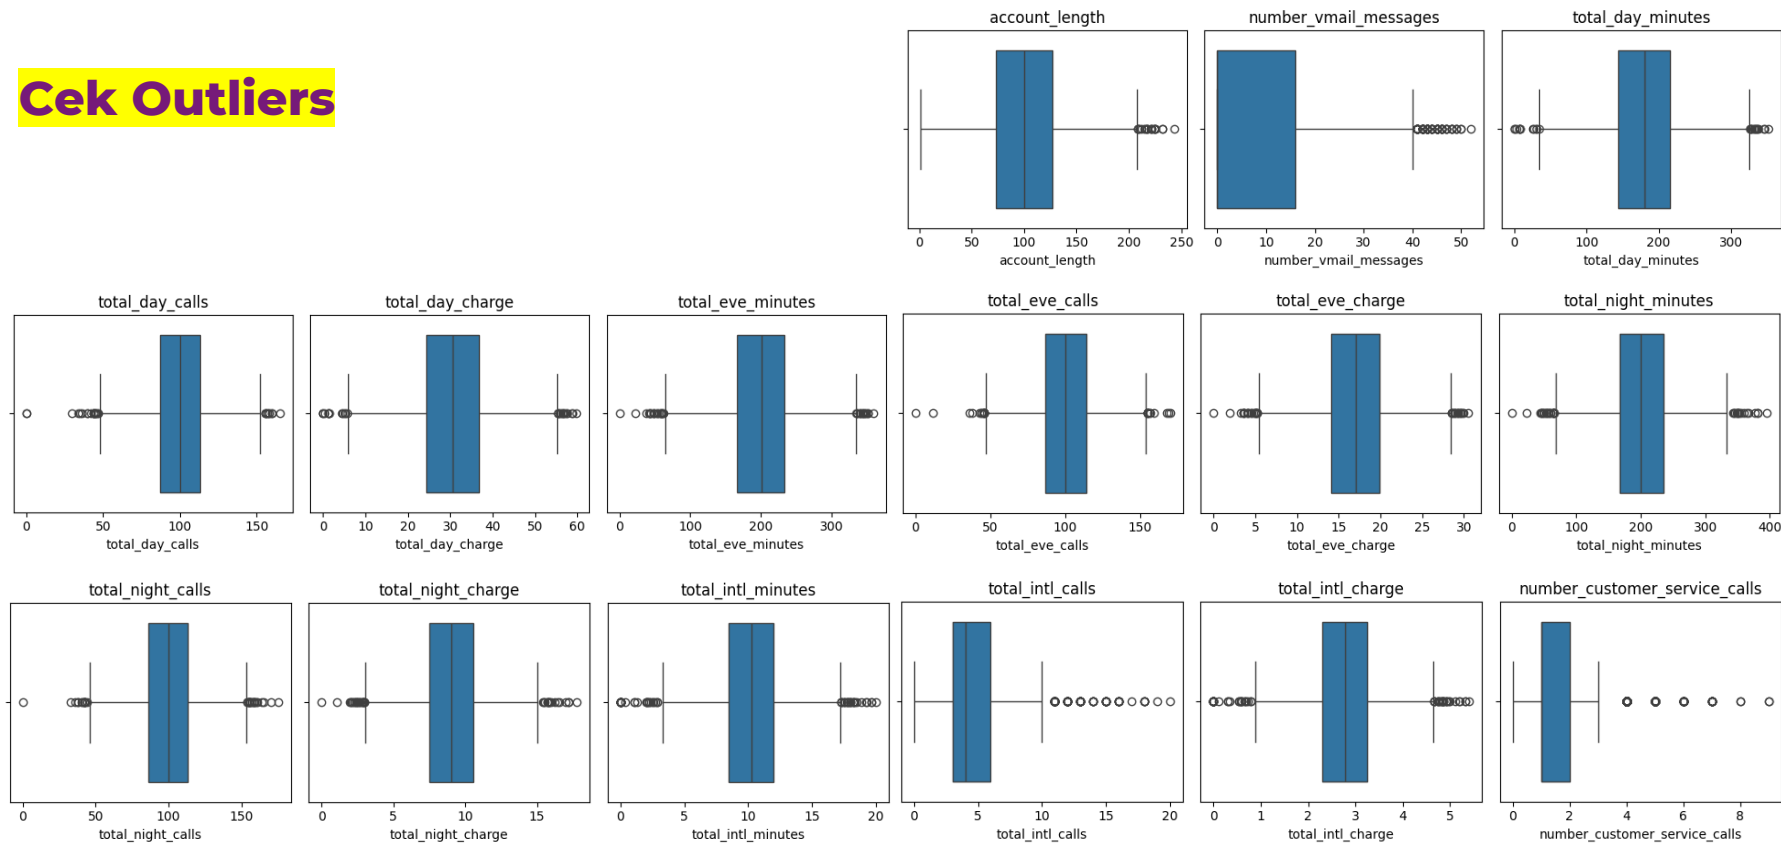 Cek Outliers
account_length number_vmail_messages total_day_minutes
0 50 100 150 200 250 0 10 20 30 40 50 0 100 200 300
account_length number_vmail_messages total_day_minutes
total_day_calls total_day_charge total_eve_minutes total_eve_calls total_eve_charge total_night_minutes
0 50 100 150 0 10 20 30 40 50 60 0 100 200 300 0 50 100 150 0 5 10 15 20 25 30 0 100 200 300 400
total_day_calls total_day_charge total_eve_minutes total_eve_calls total_eve_charge total_night_minutes
total_night_calls total_night_charge total_intl_minutes total_intl_calls total_intl_charge number_customer_service_calls
0 50 100 150 0 5 10 15 0 5 10 15 20 0 5 10 15 20 0 1 2 3 4 5 0 2 4 6 8
total_night_calls total_night_charge total_intl_minutes total_intl_calls total_intl_charge number_customer_service_calls